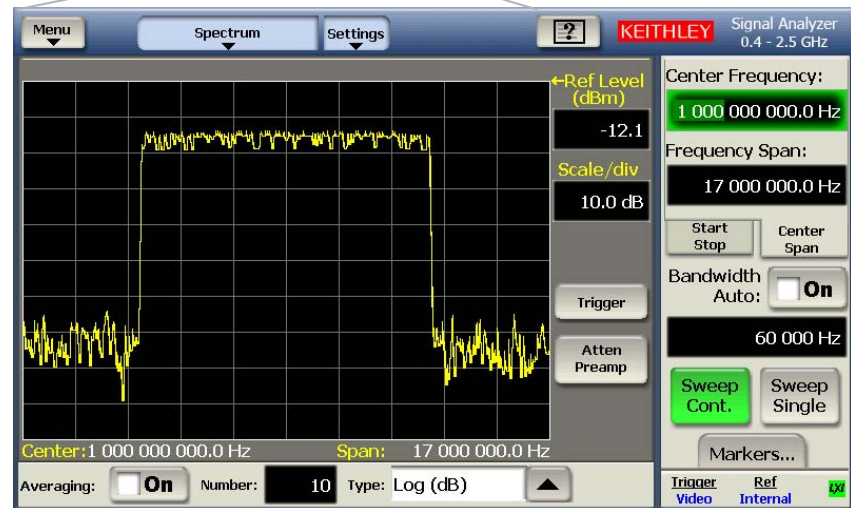 Menu
Spectrum
Settings
?
KEITHLEY
Signal Analyzer
0.4 - 2.5 GHz
←Ref Level
(dBm)
-12.1
Scale/div
10.0 dB
Trigger
Atten
Preamp
Center:1 000 000 000.0 Hz
Span: 17 000 000.0 Hz
Averaging:
On
Number:
10
Type:
Log (dB)
Center Frequency:
1 000 000 000.0 Hz
Frequency Span:
17 000 000.0 Hz
Start
Stop
Center
Span
Bandwidth
Auto:
On
60 000 Hz
Sweep
Cont.
Sweep
Single
Markers...
Trigger
Video
Ref
Internal
LXI